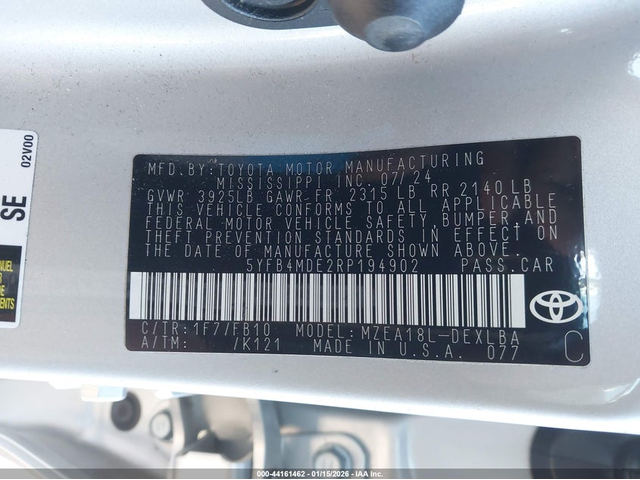 02V00
SE
MFD. BY: TOYOTA MOTOR MANUFACTURING
MISSISSIPPI INC. 07/24
GVWR 3925LB GAWR FR 2315 LB RR 2140 LB
THIS VEHICLE CONFORMS TO ALL APPLICABLE
FEDERAL MOTOR VEHICLE SAFETY, BUMPER, AND
THEFT PREVENTION STANDARDS IN EFFECT ON
THE DATE OF MANUFACTURE SHOWN ABOVE.
5YFB4MDE2RP194902 PASS. CAR
C/TR: 1F7/FB10 MODEL: MZEA18L-DEXLBA
A/TM: /K121 MADE IN U.S.A. 077
C
000-44161462 | 01/15/2026 | IAA Inc.